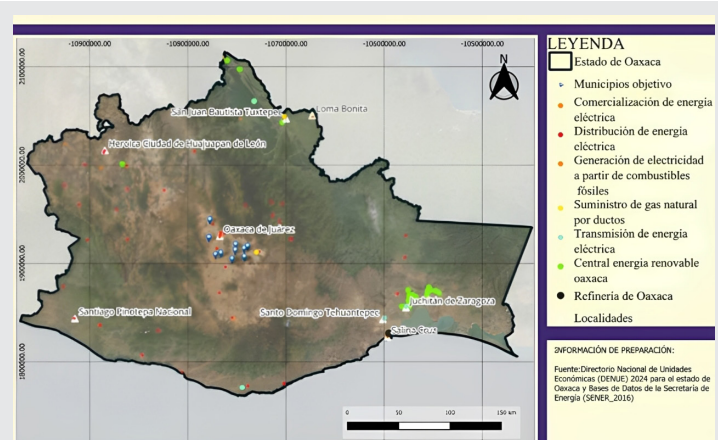 -10900000.00 -10800000.00 -10700000.00 -10600000.00 -10500000.00
2100000.00
2000000.00
1900000.00
1800000.00
N
San Juan Bautista Tuxtepec
Loma Bonita
Heroica Ciudad de Huajuapan de León
Oaxaca de Juárez
Juchitán de Zaragoza
Santiago Pinotepa National
Santo Domingo Tehuantepec
Salina Cruz
0 50 100 150 km
LEYENDA
Estado de Oaxaca
Municipios objetivo
Comercialización de energia
eléctrica
Distribución de energia
eléctrica
Generación de electricidad
a partir de combustibles
fósiles
Suministro de gas natural
por ductos
Transmisión de energía
eléctrica
Central energia renovable
oaxaca
Refinería de Oaxaca
Localidades
INFORMACIÓN DE PREPARACIÓN:
Fuente:Directorio Nacional de Unidades
Económicas (DENUE) 2024 para el estado de
Oaxaca y Bases de Datos de la Secretaría de
Energía (SENER_2016)